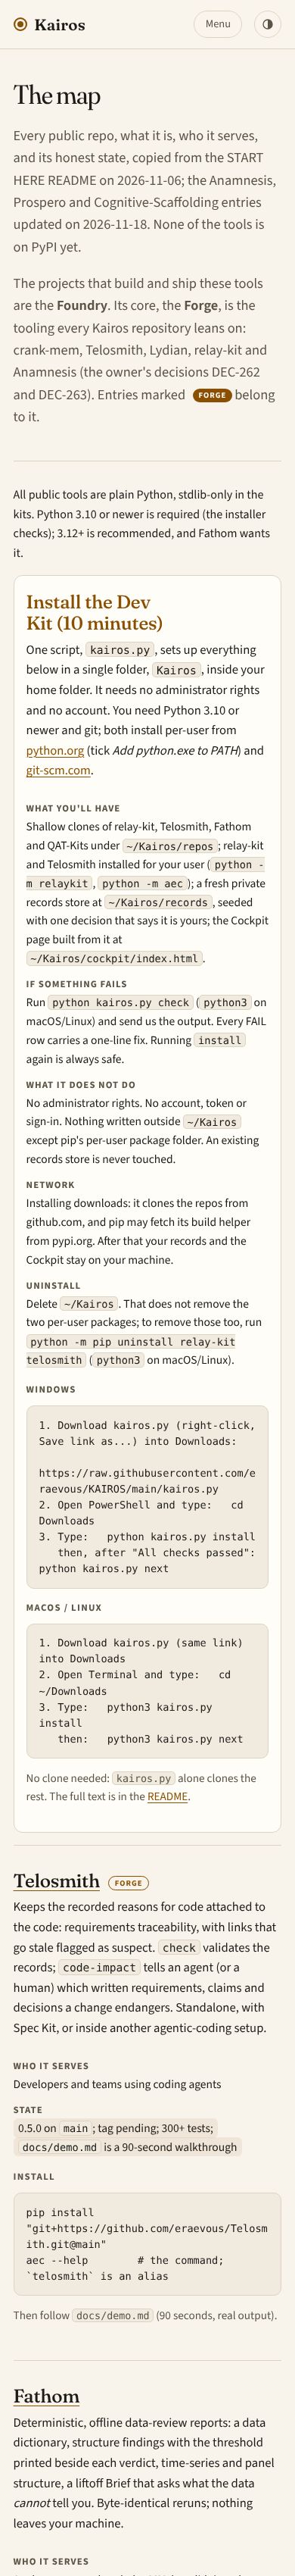 Kairos
Menu
The map
Every public repo, what it is, who it serves,
and its honest state, copied from the START
HERE README on 2026-11-06; the Anamnesis,
Prospero and Cognitive-Scaffolding entries
updated on 2026-11-18. None of the tools is
on PyPI yet.
The projects that build and ship these tools
are the Foundry. Its core, the Forge, is the
tooling every Kairos repository leans on:
crank-mem, Telosmith, Lydian, relay-kit and
Anamnesis (the owner's decisions DEC-262
and DEC-263). Entries marked FORGE belong
to it.
All public tools are plain Python, stdlib-only in the
kits. Python 3.10 or newer is required (the installer
checks); 3.12+ is recommended, and Fathom wants
it.
Install the Dev
Kit (10 minutes)
One script, kairos.py, sets up everything
below in a single folder, Kairos, inside your
home folder. It needs no administrator rights
and no account. You need Python 3.10 or
newer and git; both install per-user from
python.org (tick Add python.exe to PATH) and
git-scm.com.
WHAT YOU'LL HAVE
Shallow clones of relay-kit, Telosmith, Fathom
and QAT-Kits under ~/Kairos/repos; relay-kit
and Telosmith installed for your user (python -
m relaykit, python -m aec); a fresh private
records store at ~/Kairos/records, seeded
with one decision that says it is yours; the Cockpit
page built from it at
~/Kairos/cockpit/index.html.
IF SOMETHING FAILS
Run python kairos.py check (python3 on
macOS/Linux) and send us the output. Every FAIL
row carries a one-line fix. Running install
again is always safe.
WHAT IT DOES NOT DO
No administrator rights. No account, token or
sign-in. Nothing written outside ~/Kairos
except pip's per-user package folder. An existing
records store is never touched.
NETWORK
Installing downloads: it clones the repos from
github.com, and pip may fetch its build helper
from pypi.org. After that your records and the
Cockpit stay on your machine.
UNINSTALL
Delete ~/Kairos. That does not remove the
two per-user packages; to remove those too, run
python -m pip uninstall relay-kit
telosmith (python3 on macOS/Linux).
WINDOWS
1. Download kairos.py (right-click,
Save link as...) into Downloads:
https://raw.githubusercontent.com/e
raevous/KAIROS/main/kairos.py
2. Open PowerShell and type:   cd
Downloads
3. Type:   python kairos.py install
then, after "All checks passed":
python kairos.py next
MACOS / LINUX
1. Download kairos.py (same link)
into Downloads
2. Open Terminal and type:   cd
~/Downloads
3. Type:   python3 kairos.py
install
then:   python3 kairos.py next
No clone needed: kairos.py alone clones the
rest. The full text is in the README.
Telosmith FORGE
Keeps the recorded reasons for code attached to
the code: requirements traceability, with links that
go stale flagged as suspect. check validates the
records; code-impact tells an agent (or a
human) which written requirements, claims and
decisions a change endangers. Standalone, with
Spec Kit, or inside another agentic-coding setup.
WHO IT SERVES
Developers and teams using coding agents
STATE
0.5.0 on main; tag pending; 300+ tests;
docs/demo.md is a 90-second walkthrough
INSTALL
pip install
"git+https://github.com/eraevous/Telosm
ith.git@main"
aec --help        # the command;
`telosmith` is an alias
Then follow docs/demo.md (90 seconds, real output).
Fathom
Deterministic, offline data-review reports: a data
dictionary, structure findings with the threshold
printed beside each verdict, time-series and panel
structure, a liftoff Brief that asks what the data
cannot tell you. Byte-identical reruns; nothing
leaves your machine.
WHO IT SERVES